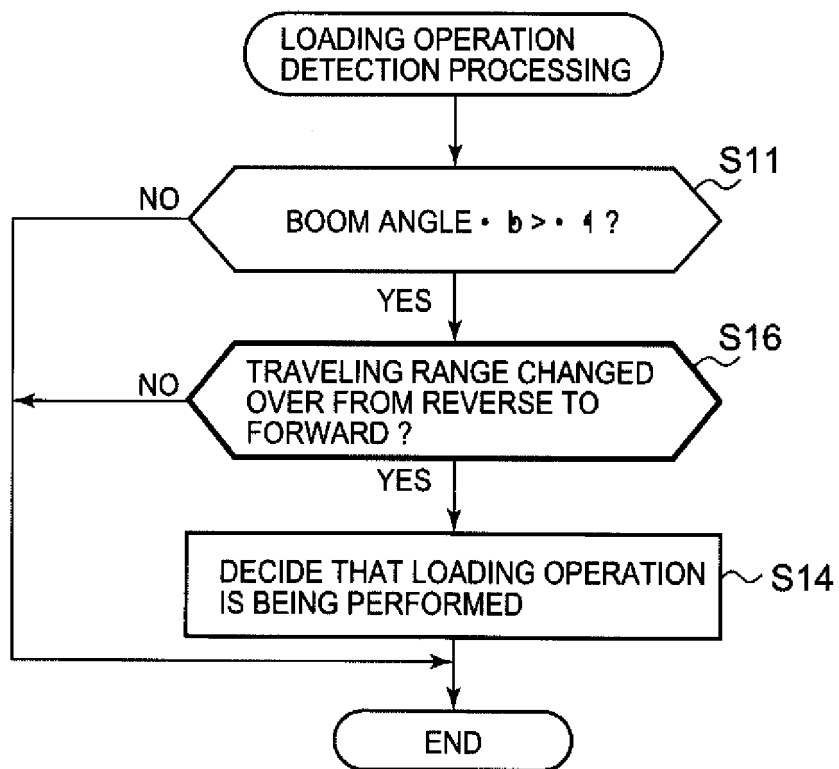 LOADING OPERATION
DETECTION PROCESSING
S11
NO
BOOM ANGLE • b > • ?
YES
S16
NO
TRAVELING RANGE CHANGED
OVER FROM REVERSE TO
FORWARD ?
YES
DECIDE THAT LOADING OPERATION
IS BEING PERFORMED
S14
END